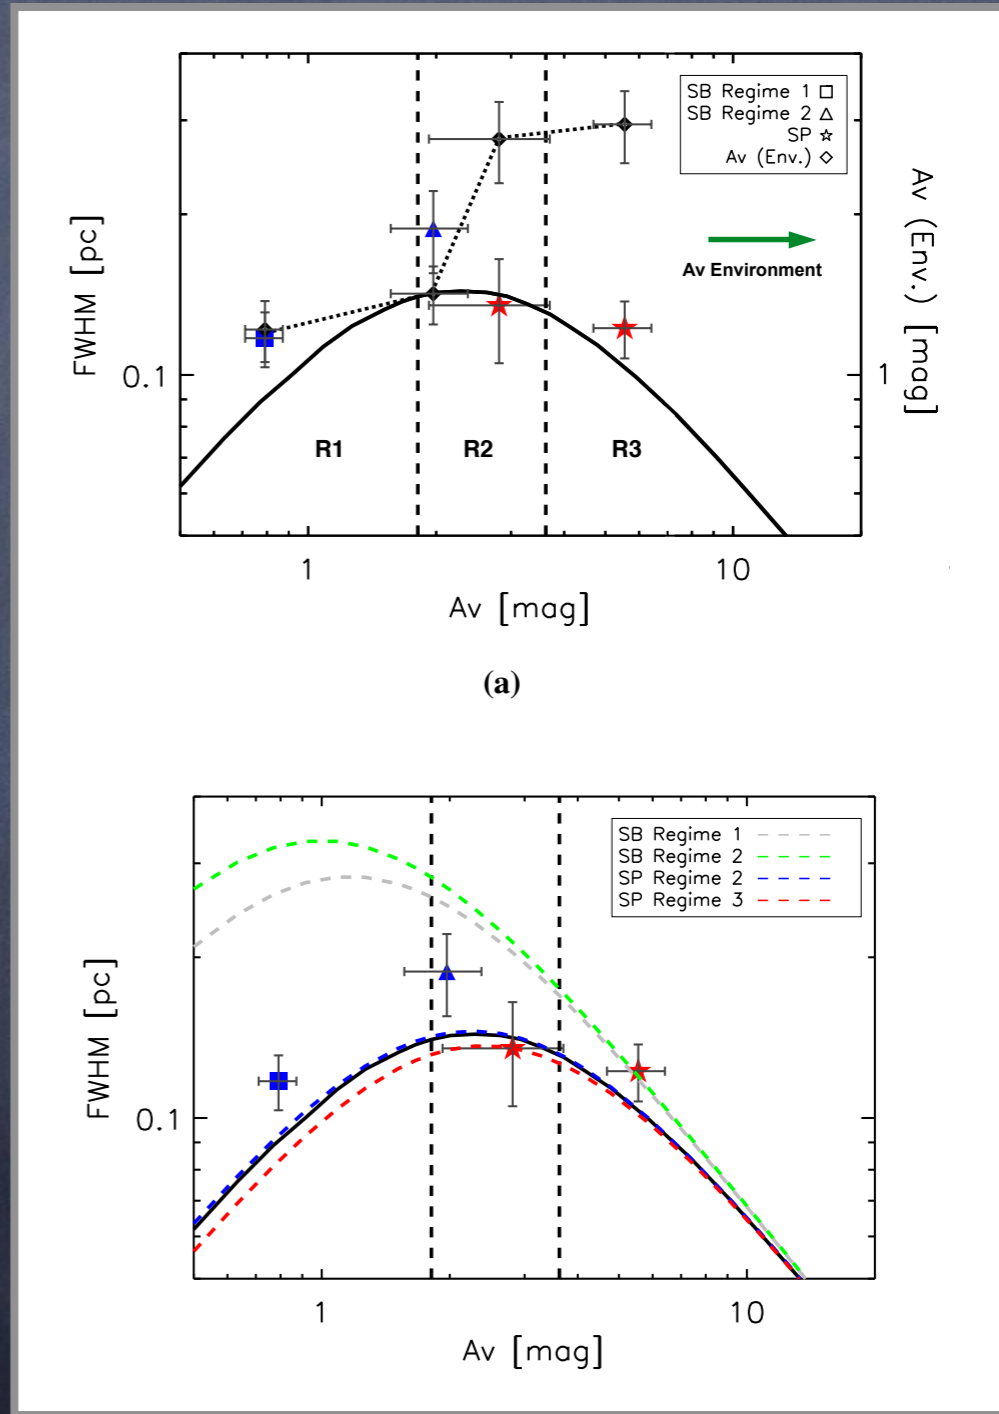 SB Regime 1
SB Regime 2
SP
Av (Env.)
Av Environment
FWHM [pc]
Av (Env.) [mag]
0.1
1
R1
R2
R3
1
10
Av [mag]
(a)
SB Regime 1
SB Regime 2
SP Regime 2
SP Regime 3
FWHM [pc]
0.1
1
10
Av [mag]